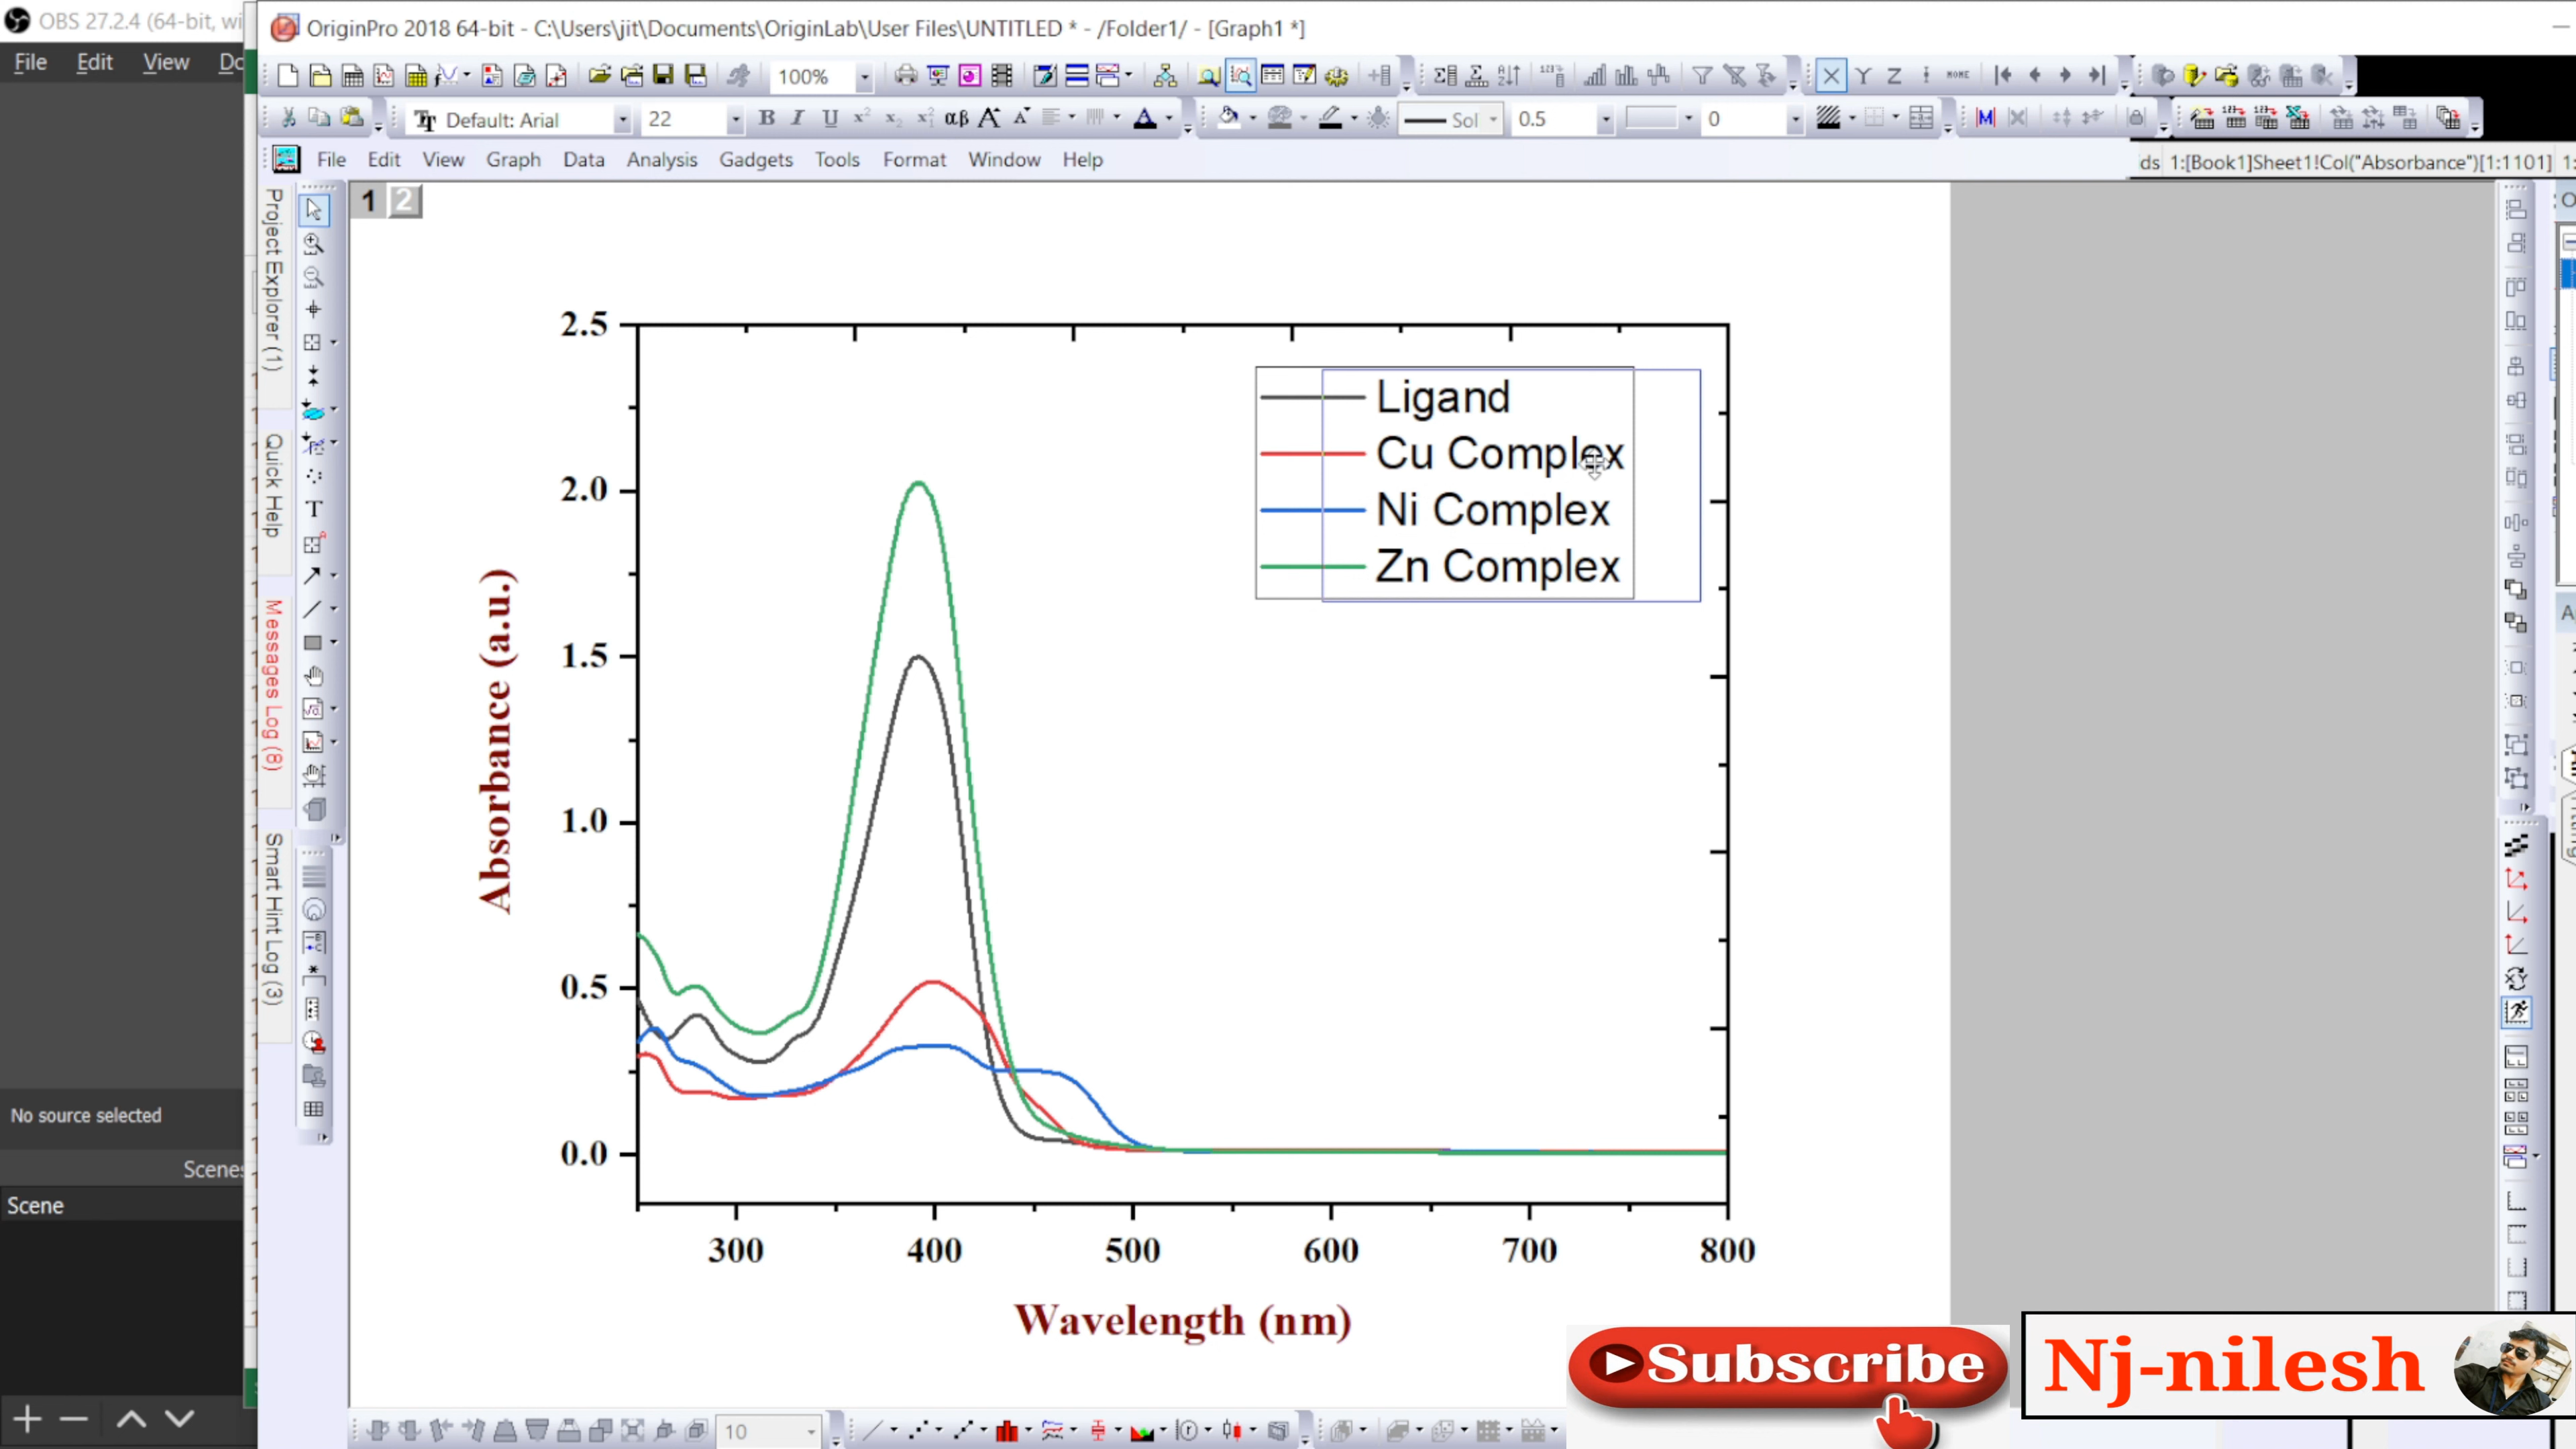 OBS 27.2.4 (64-bit, wi
File Edit View Do
OriginPro 2018 64-bit - C:\Users\jit\Documents\OriginLab\User Files\UNTITLED * - /Folder1/ - [Graph1 *]
100%
Default: Arial 22 B I U αβ A Sol 0.5 0
File Edit View Graph Data Analysis Gadgets Tools Format Window Help
ds 1:[Book1]Sheet1!Col("Absorbance")[1:1101] 1:
1 2
Project Explorer (1)
Quick Help
Messages Log (8)
Smart Hint Log (3)
Ligand
Cu Complex
Ni Complex
Zn Complex
2.5
2.0
1.5
1.0
0.5
0.0
Absorbance (a.u.)
300 400 500 600 700 800
Wavelength (nm)
No source selected
Scenes
Scene
10
Subscribe
Nj-nilesh